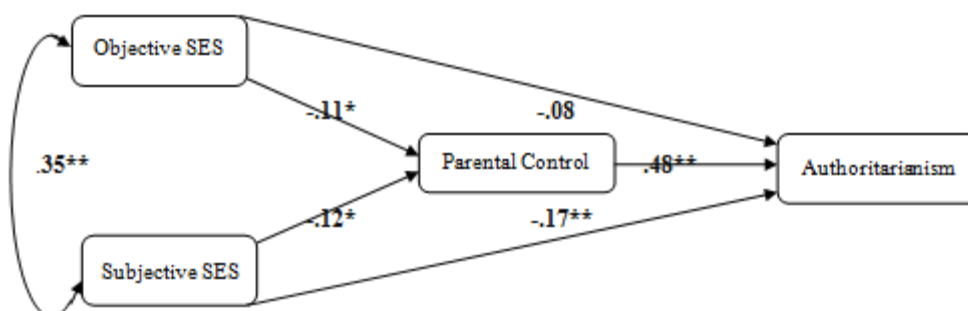 Objective SES
-.11*
-.08
.35**
Parental Control
.48**
Authoritarianism
-.12*
-.17**
Subjective SES